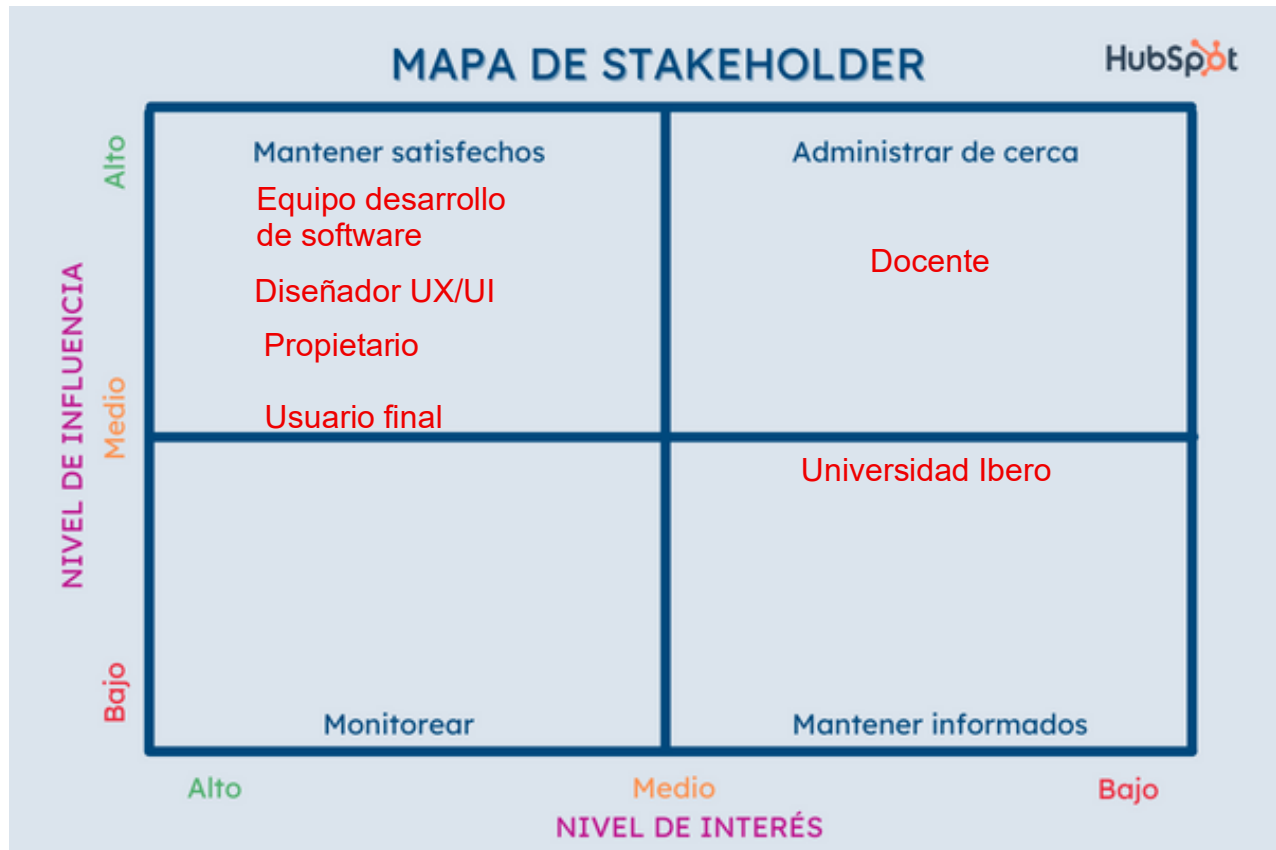 MAPA DE STAKEHOLDER
HubSpot
Alto
Mantener satisfechos
Administrar de cerca
Equipo desarrollo
de software
Docente
Diseñador UX/UI
Propietario
Usuario final
NIVEL DE INFLUENCIA
Medio
Universidad Ibero
Bajo
Monitorear
Mantener informados
Alto
Medio
Bajo
NIVEL DE INTERÉS